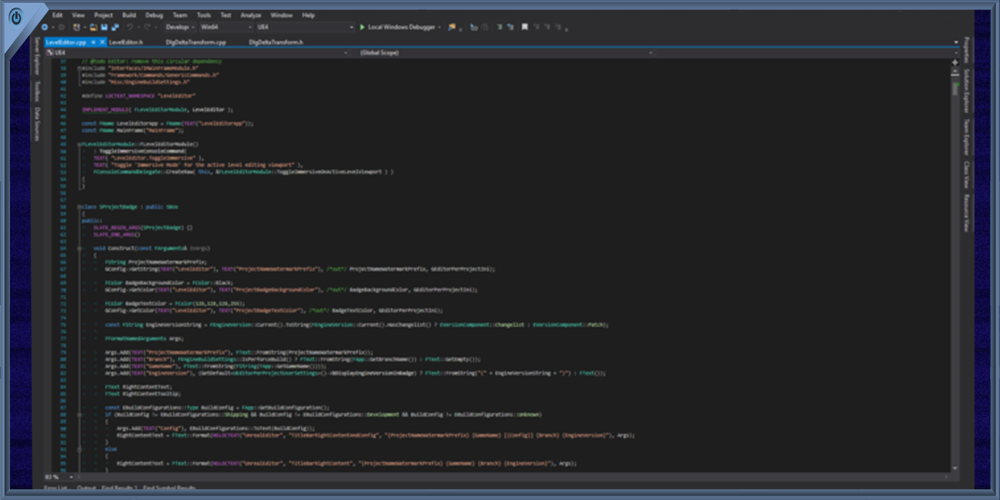 Edit View Project Build Debug Team Tools Test Analyze Window Help
Develop Win64 UE4 Local Windows Debugger
LevelEditor.cpp LevelEditor.h DlgDeltaTransform.cpp DlgDeltaTransform.h
UE4 (Global Scope)
// @todo Editor: remove this circular dependency
#include "Interfaces/IMainFrameModule.h"
#include "Framework/Commands/GenericCommands.h"
#include "Misc/EngineBuildSettings.h"
#define LOCTEXT_NAMESPACE "LevelEditor"
IMPLEMENT_MODULE( FLevelEditorModule, LevelEditor );
const FName LevelEditorApp = FName(TEXT("LevelEditorApp"));
const FName MainFrame("MainFrame");
FLevelEditorModule::FLevelEditorModule()
: ToggleImmersiveConsoleCommand(
TEXT( "LevelEditor.ToggleImmersive" ),
TEXT( "Toggle 'Immersive Mode' for the active level editing viewport" ),
FConsoleCommandDelegate::CreateRaw( this, &FLevelEditorModule::ToggleImmersiveOnActiveLevelViewport ) )
{
}
class SProjectBadge : public SBox
{
public:
SLATE_BEGIN_ARGS(SProjectBadge) {}
SLATE_END_ARGS()
void Construct(const FArguments& InArgs)
{
FString ProjectNameWatermarkPrefix;
GConfig->GetString(TEXT("LevelEditor"), TEXT("ProjectNameWatermarkPrefix"), /*out*/ ProjectNameWatermarkPrefix, GEditorPerProjectIni);
FColor BadgeBackgroundColor = FColor::Black;
GConfig->GetColor(TEXT("LevelEditor"), TEXT("ProjectBadgeBackgroundColor"), /*out*/ BadgeBackgroundColor, GEditorPerProjectIni);
FColor BadgeTextColor = FColor(128,128,128,255);
GConfig->GetColor(TEXT("LevelEditor"), TEXT("ProjectBadgeTextColor"), /*out*/ BadgeTextColor, GEditorPerProjectIni);
const FString EngineVersionString = FEngineVersion::Current().ToString(FEngineVersion::Current().HasChangelist() ? EVersionComponent::Changelist : EVersionComponent::Patch);
FFormatNamedArguments Args;
Args.Add(TEXT("ProjectNameWatermarkPrefix"), FText::FromString(ProjectNameWatermarkPrefix));
Args.Add(TEXT("Branch"), FEngineBuildSettings::IsPerforceBuild() ? FText::FromString(FApp::GetBranchName()) : FText::GetEmpty());
Args.Add(TEXT("GameName"), FText::FromString(FString(FApp::GetGameName())));
Args.Add(TEXT("EngineVersion"), (GetDefault<UEditorPerProjectUserSettings>()->bDisplayEngineVersionInBadge) ? FText::FromString("(" + EngineVersionString + ")") : FText());
FText RightContentText;
FText RightContentTooltip;
const EBuildConfigurations::Type BuildConfig = FApp::GetBuildConfiguration();
if (BuildConfig != EBuildConfigurations::Shipping && BuildConfig != EBuildConfigurations::Development && BuildConfig != EBuildConfigurations::Unknown)
{
Args.Add(TEXT("Config"), EBuildConfigurations::ToText(BuildConfig));
RightContentText = FText::Format(NSLOCTEXT("UnrealEditor", "TitleBarRightContentAndConfig", "{ProjectNameWatermarkPrefix} {GameName} [{Config}] {Branch} {EngineVersion}"), Args);
}
else
{
RightContentText = FText::Format(NSLOCTEXT("UnrealEditor", "TitleBarRightContent", "{ProjectNameWatermarkPrefix} {GameName} {Branch} {EngineVersion}"), Args);
80 %
Error List Output Find Results 1 Find Symbol Results
Server Explorer
Toolbox
Data Sources
Properties
Solution Explorer
Team Explorer
Class View
Resource View